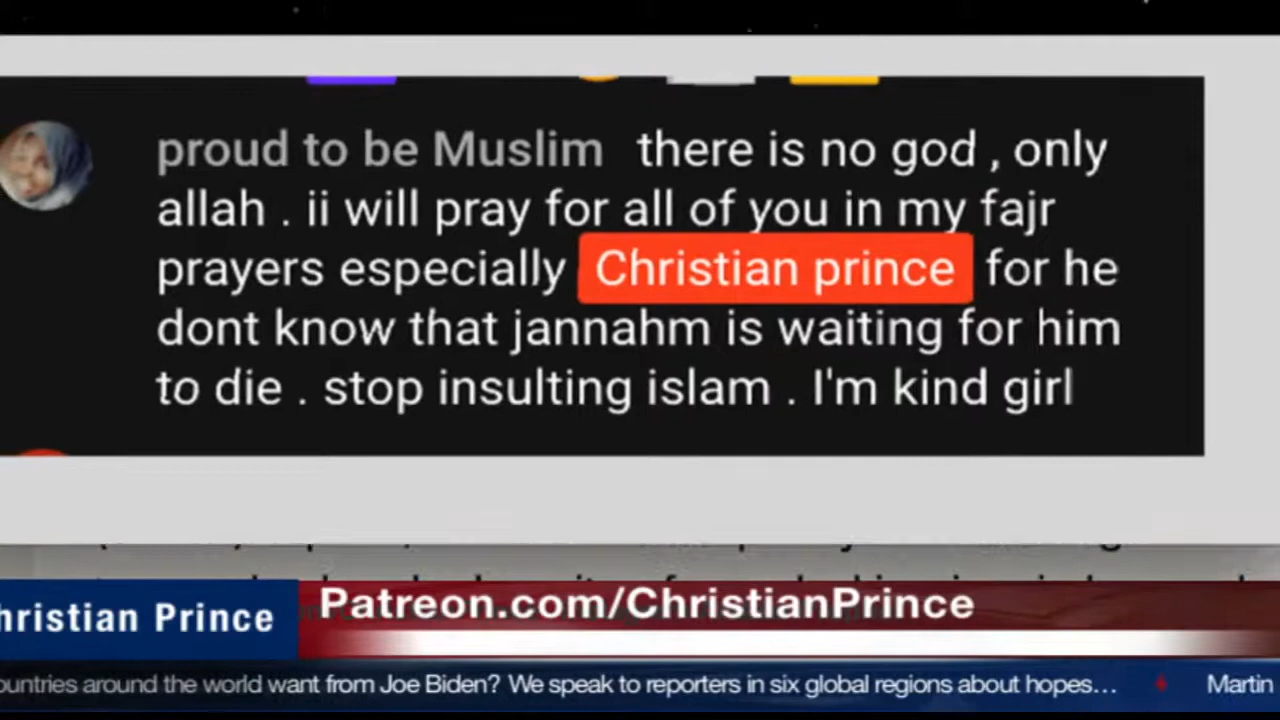 proud to be Muslim there is no god , only
allah . ii will pray for all of you in my fajr
prayers especially Christian prince for he
dont know that jannahm is waiting for him
to die . stop insulting islam . I'm kind girl
hristian Prince
Patreon.com/ChristianPrince
ountries around the world want from Joe Biden? We speak to reporters in six global regions about hopes… Martin